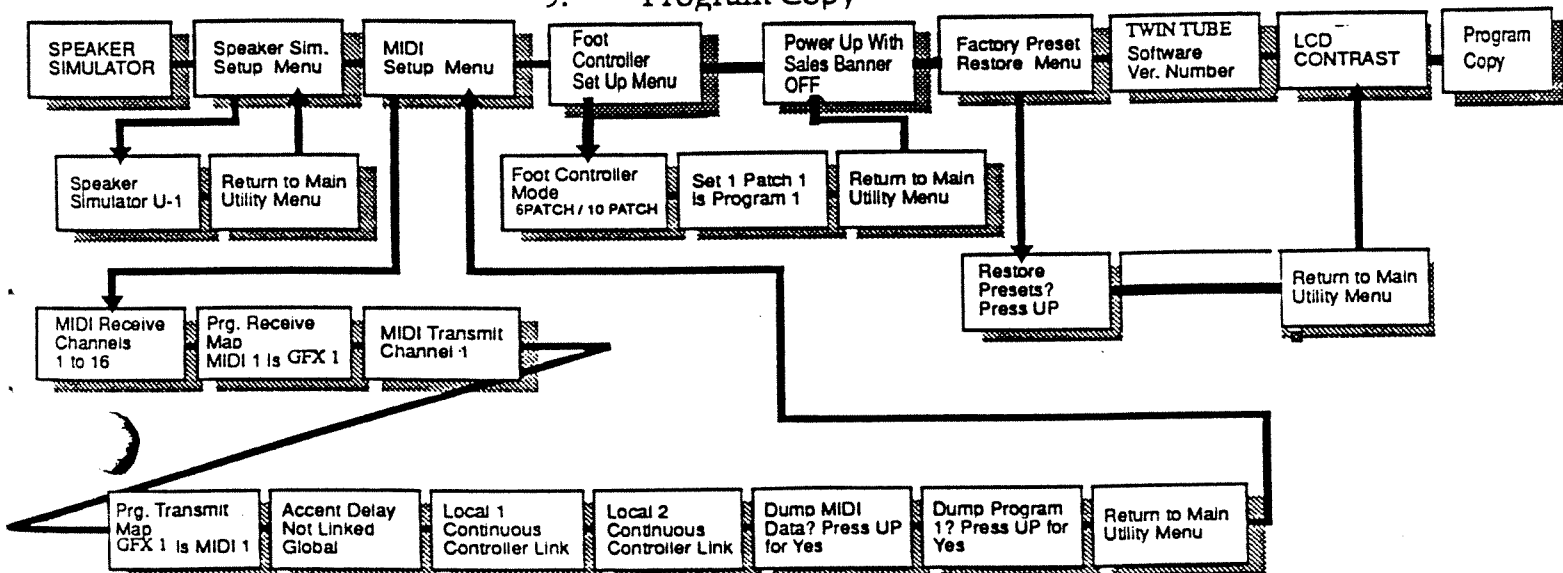 9. Program Copy
SPEAKER
SIMULATOR
Speaker Sim.
Setup Menu
MIDI
Setup Menu
Foot
Controller
Set Up Menu
Power Up With
Sales Banner
OFF
Factory Preset
Restore Menu
TWIN TUBE
Software
Ver. Number
LCD
CONTRAST
Program
Copy
Speaker
Simulator U-1
Return to Main
Utility Menu
Foot Controller
Mode
6PATCH / 10 PATCH
Set 1 Patch 1
Is Program 1
Return to Main
Utility Menu
Restore
Presets?
Press UP
Return to Main
Utility Menu
MIDI Receive
Channels
1 to 16
Prg. Receive
Map
MIDI 1 Is GFX 1
MIDI Transmit
Channel 1
Prg. Transmit
Map
GFX 1 Is MIDI 1
Accent Delay
Not Linked
Global
Local 1
Continuous
Controller Link
Local 2
Continuous
Controller Link
Dump MIDI
Data? Press UP
for Yes
Dump Program
1? Press UP for
Yes
Return to Main
Utility Menu